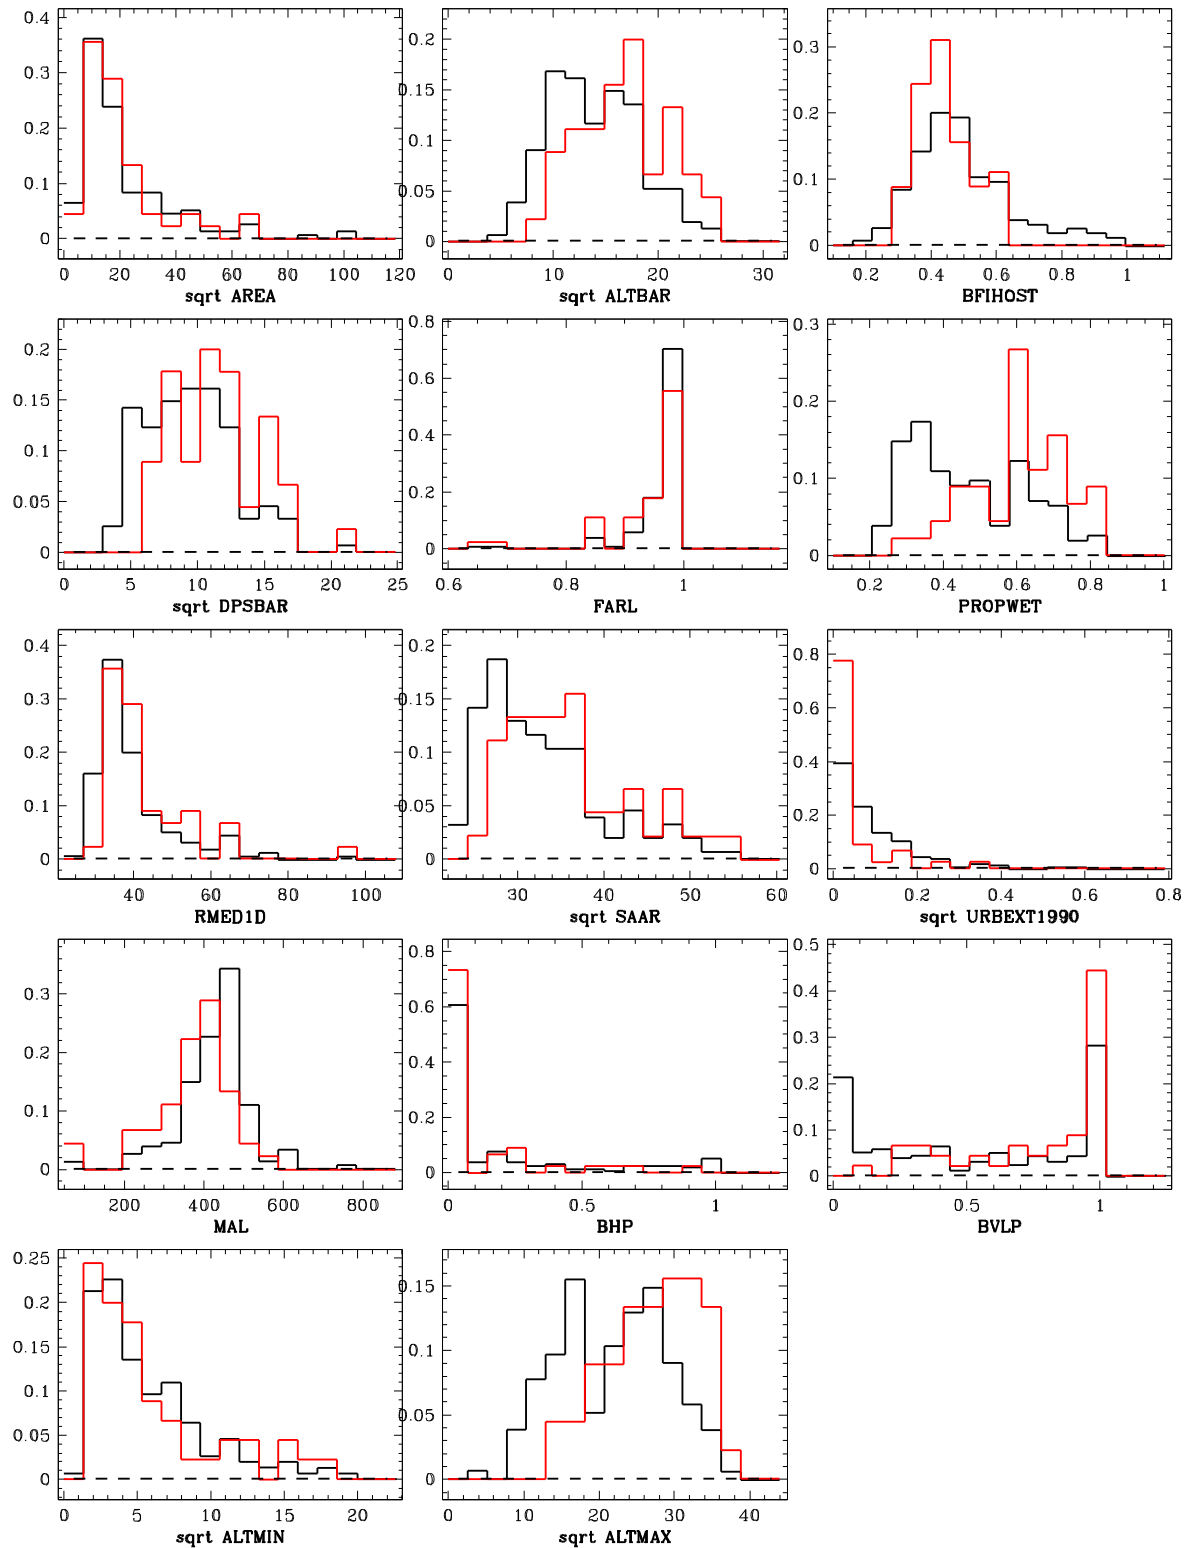 0.4
0.3
0.2
0.1
0
0 20 40 60 80 100 120
sqrt AREA
0.2
0.15
0.1
0.05
0
0 10 20 30
sqrt ALTBAR
0.3
0.2
0.1
0
0.2 0.4 0.6 0.8 1
BFIHOST
0.2
0.15
0.1
0.05
0
0 5 10 15 20 25
sqrt DPSBAR
0.8
0.6
0.4
0.2
0
0.6 0.8 1
FARL
0.3
0.2
0.1
0
0.2 0.4 0.6 0.8 1
PROPWET
0.4
0.3
0.2
0.1
0
40 60 80 100
RMED1D
0.2
0.15
0.1
0.05
0
30 40 50 60
sqrt SAAR
0.8
0.6
0.4
0.2
0
0 0.2 0.4 0.6 0.8
sqrt URBEXT1990
0.3
0.2
0.1
0
200 400 600 800
MAL
0.8
0.6
0.4
0.2
0
0 0.5 1
BHP
0.5
0.4
0.3
0.2
0.1
0
0 0.5 1
BVLP
0.25
0.2
0.15
0.1
0.05
0
0 5 10 15 20
sqrt ALTMIN
0.15
0.1
0.05
0
0 10 20 30 40
sqrt ALTMAX